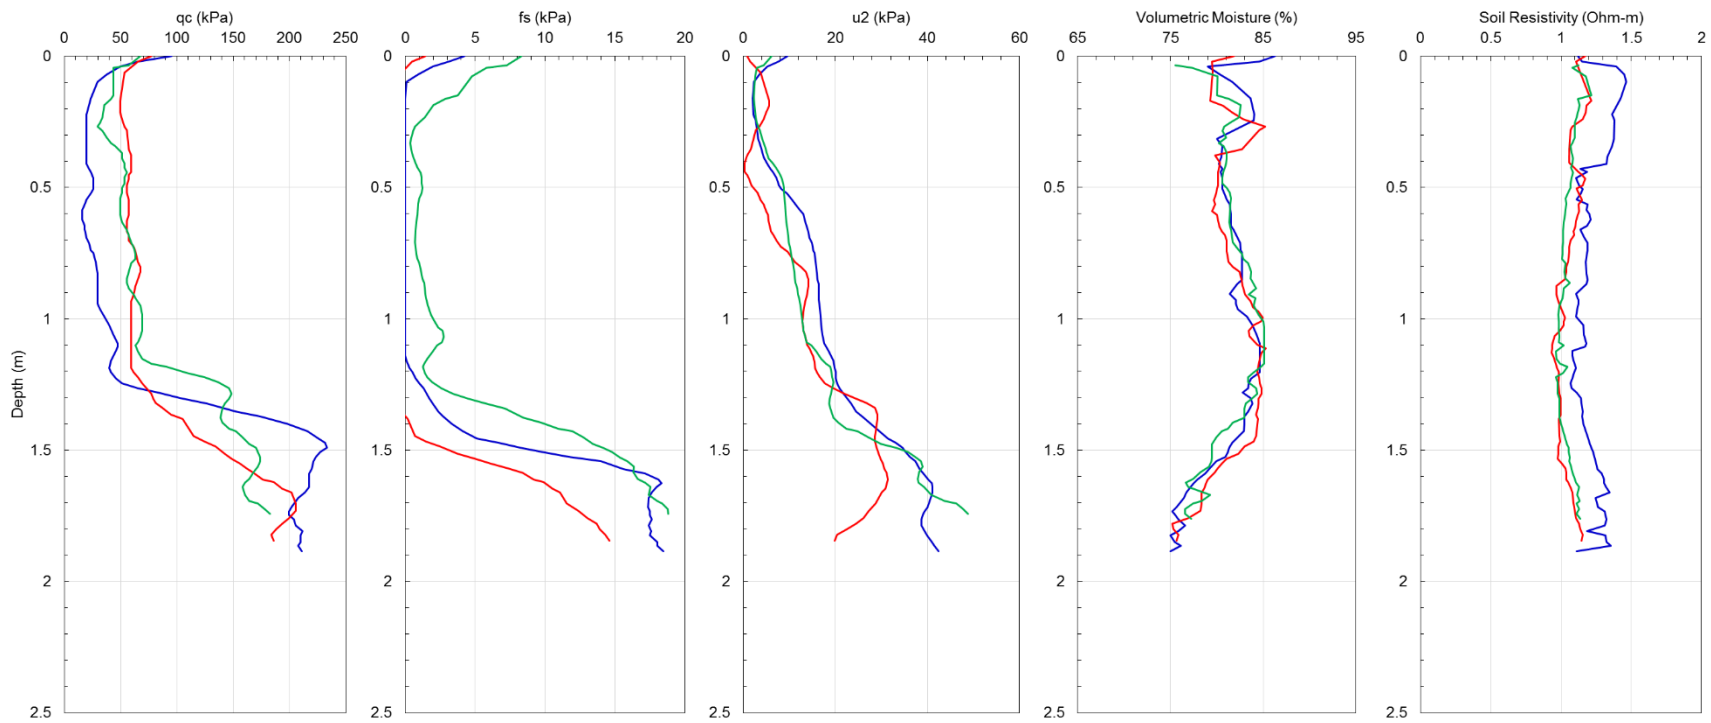 qc (kPa)
0 50 100 150 200 250
0
0.5
1
1.5
2
2.5
Depth (m)
fs (kPa)
0 5 10 15 20
0
0.5
1
1.5
2
2.5
u2 (kPa)
0 20 40 60
0
0.5
1
1.5
2
2.5
Volumetric Moisture (%)
65 75 85 95
0
0.5
1
1.5
2
2.5
Soil Resistivity (Ohm-m)
0 0.5 1 1.5 2
0
0.5
1
1.5
2
2.5